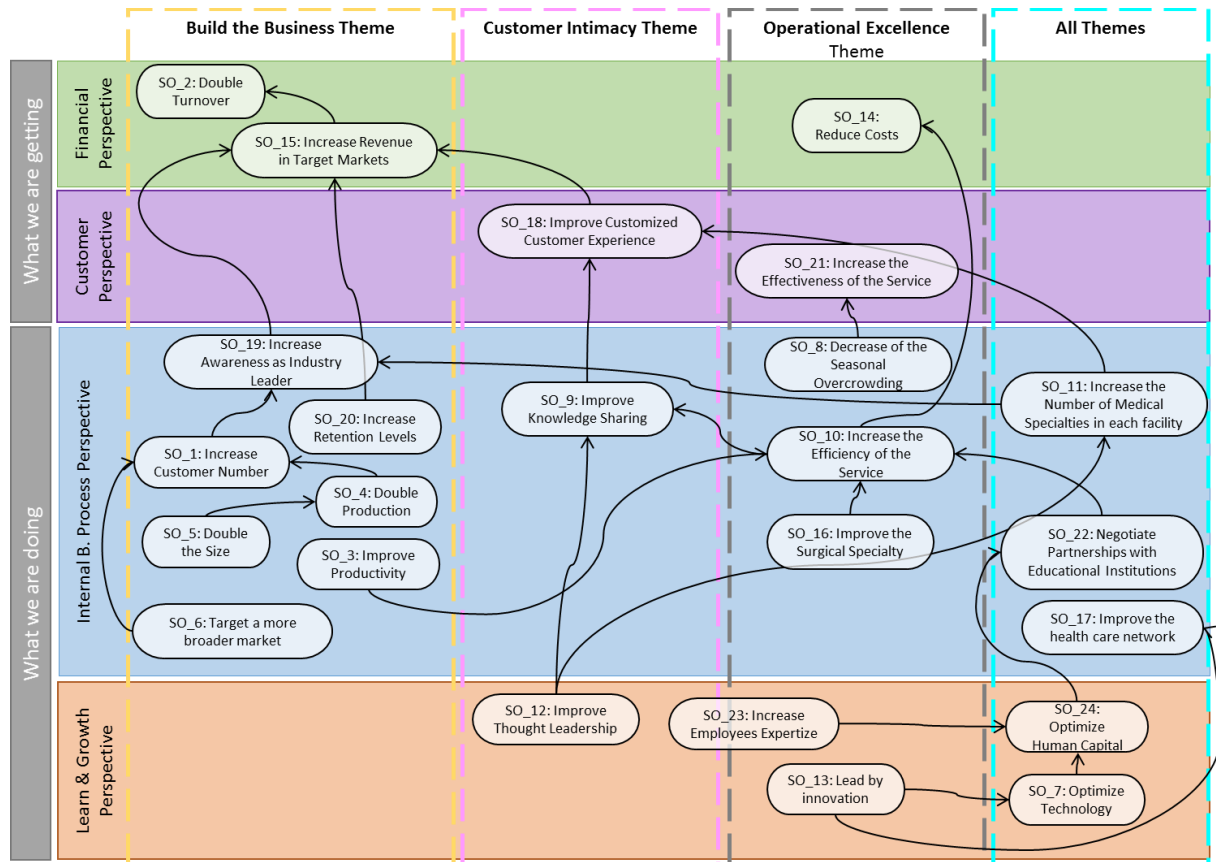 Build the Business Theme
Customer Intimacy Theme
Operational Excellence
Theme
All Themes
What we are getting
Financial
Perspective
SO_2: Double
Turnover
SO_15: Increase Revenue
in Target Markets
SO_14:
Reduce Costs
Customer
Perspective
SO_18: Improve Customized
Customer Experience
SO_21: Increase the
Effectiveness of the Service
What we are doing
Internal B. Process Perspective
SO_19: Increase
Awareness as Industry
Leader
SO_20: Increase
Retention Levels
SO_1: Increase
Customer Number
SO_4: Double
Production
SO_5: Double
the Size
SO_3: Improve
Productivity
SO_6: Target a more
broader market
SO_9: Improve
Knowledge Sharing
SO_8: Decrease of the
Seasonal
Overcrowding
SO_10: Increase the
Efficiency of the
Service
SO_16: Improve the
Surgical Specialty
SO_11: Increase the
Number of Medical
Specialties in each facility
SO_22: Negotiate
Partnerships with
Educational Institutions
SO_17: Improve the
health care network
Learn & Growth
Perspective
SO_12: Improve
Thought Leadership
SO_23: Increase
Employees Expertize
SO_24:
Optimize
Human Capital
SO_13: Lead by
innovation
SO_7: Optimize
Technology